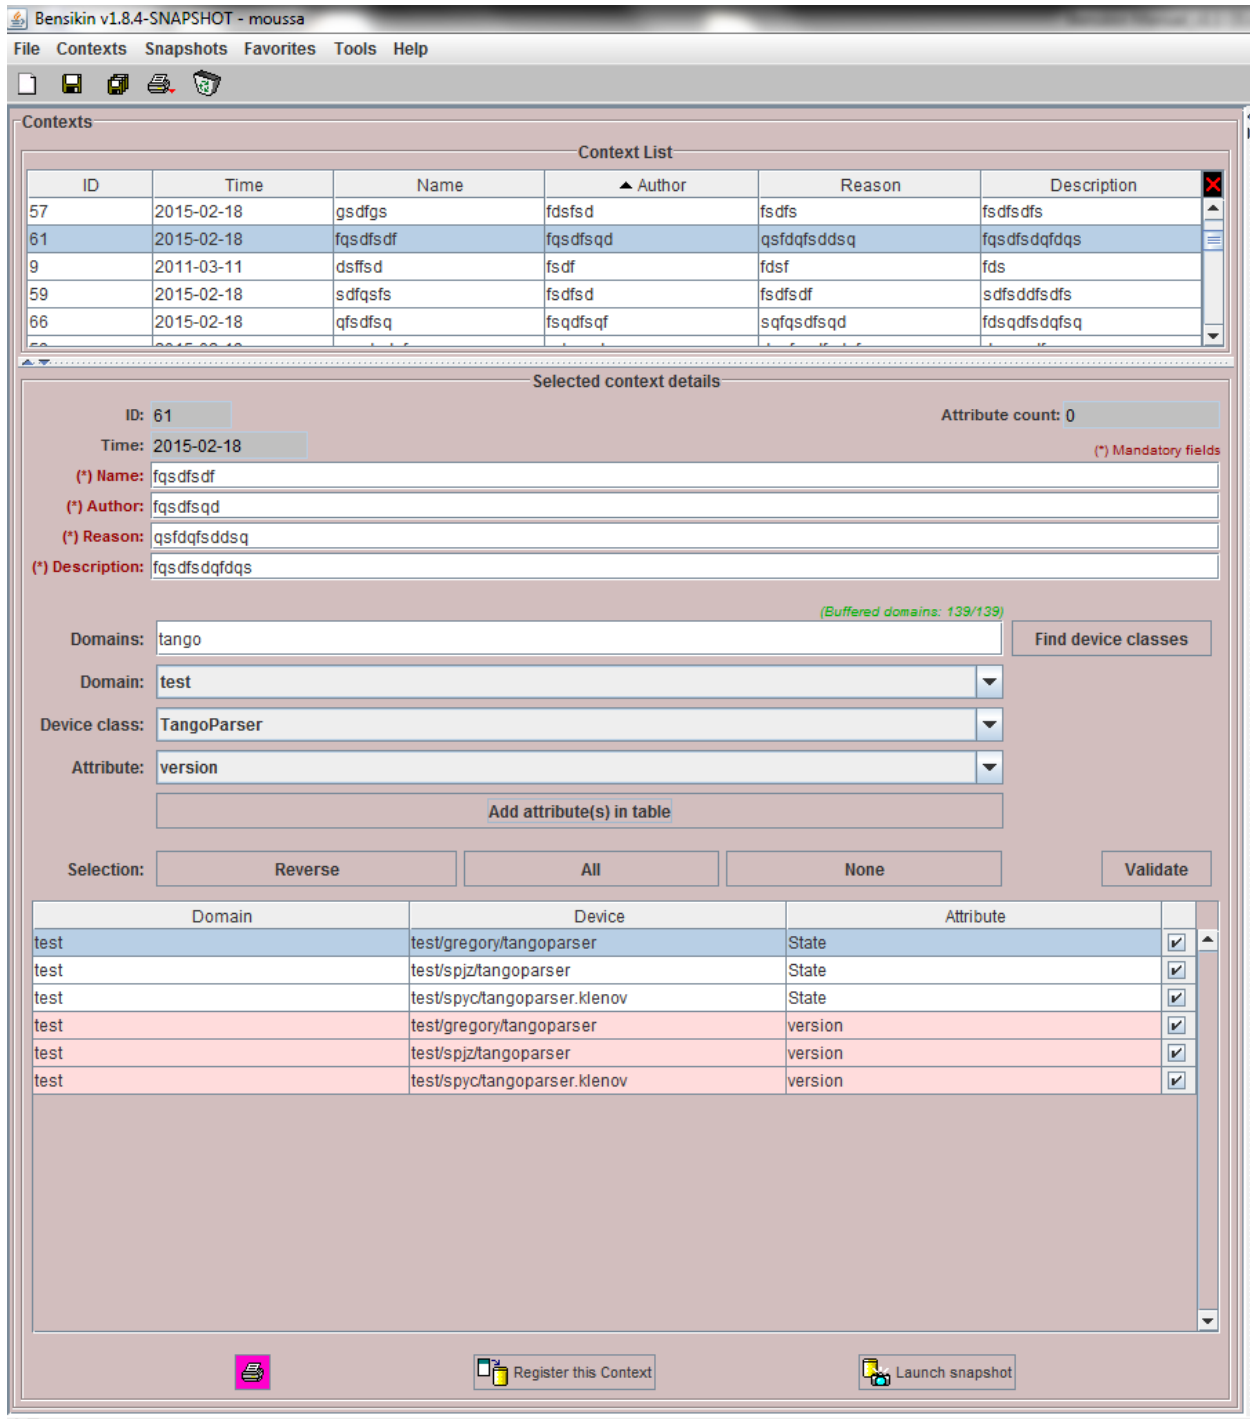 Bensikin v1.8.4-SNAPSHOT - moussa
File Contexts Snapshots Favorites Tools Help
Contexts
Context List
ID Time Name Author Reason Description
57 2015-02-18 gsdfgs fdsfsd fsdfs fsdfsdfs
61 2015-02-18 fqsdfsdf fqsdfsqd qsfdqfsddsq fqsdfsdqfdqs
9 2011-03-11 dsffsd fsdf fdsf fds
59 2015-02-18 sdfqsfs fsdfsd fsdfsdf sdfsddfsdfs
66 2015-02-18 qfsdfsq fsqdfsqf sqfqsdfsqd fdsqdfsdqfsq
Selected context details
ID: 61 Attribute count: 0
Time: 2015-02-18 (*) Mandatory fields
(*) Name: fqsdfsdf
(*) Author: fqsdfsqd
(*) Reason: qsfdqfsddsq
(*) Description: fqsdfsdqfdqs
(Buffered domains: 139/139)
Domains: tango Find device classes
Domain: test
Device class: TangoParser
Attribute: version
Add attribute(s) in table
Selection: Reverse All None Validate
Domain Device Attribute
test test/gregory/tangoparser State
test test/spjz/tangoparser State
test test/spyc/tangoparser.klenov State
test test/gregory/tangoparser version
test test/spjz/tangoparser version
test test/spyc/tangoparser.klenov version
Register this Context Launch snapshot